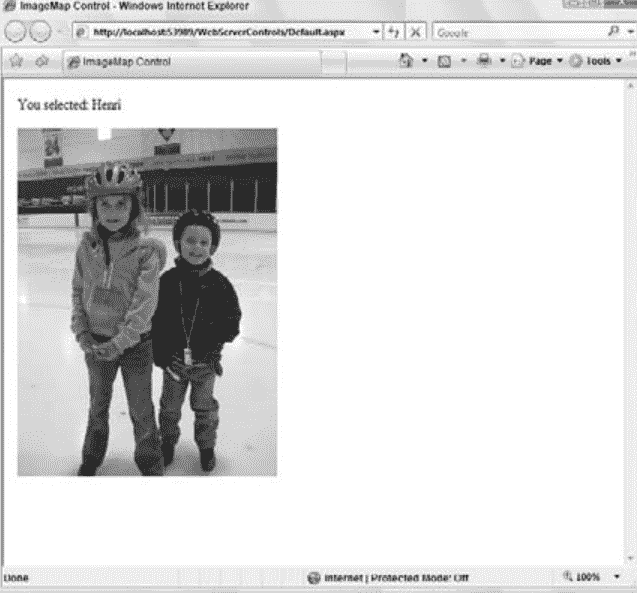 ImageMap Control - Windows Internet Explorer
http://localhost:53989/WebServerControls/Default.aspx
Google
ImageMap Control
Page
Tools
You selected: Henri
24
Done
Internet | Protected Mode: Off
100%